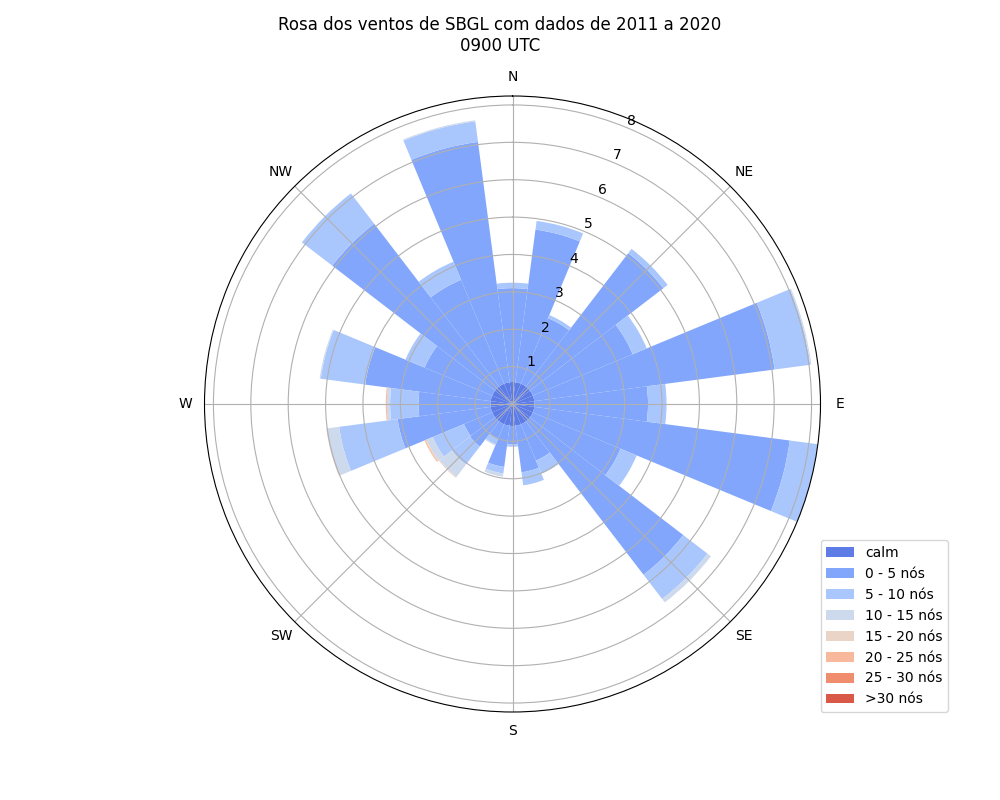 Rosa dos ventos de SBGL com dados de 2011 a 2020
0900 UTC
N
NE
E
SE
S
SW
W
NW
8
7
6
5
4
3
2
1
calm
0 - 5 nós
5 - 10 nós
10 - 15 nós
15 - 20 nós
20 - 25 nós
25 - 30 nós
>30 nós